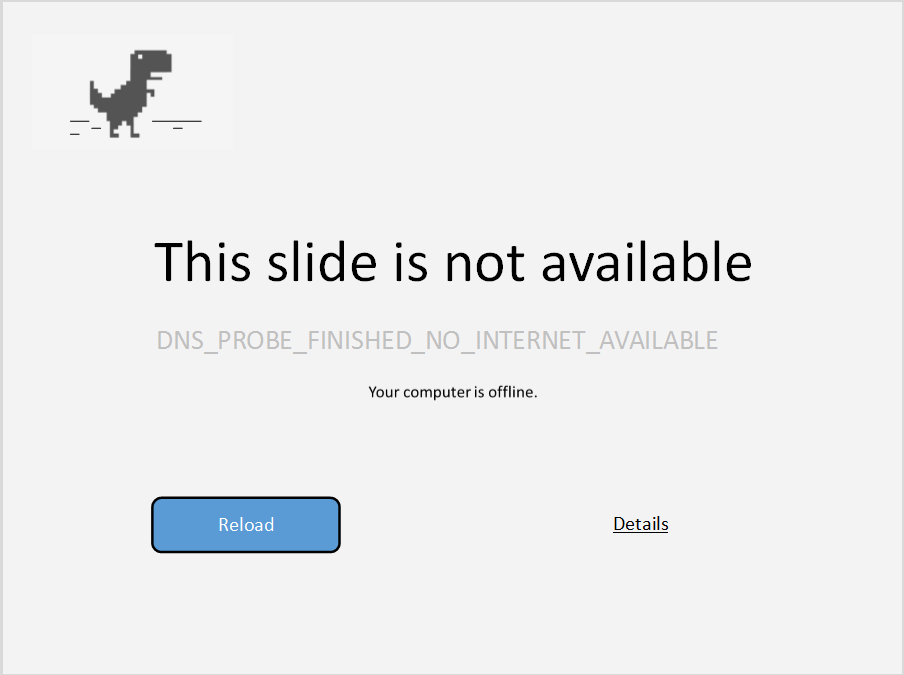 This slide is not available
DNS_PROBE_FINISHED_NO_INTERNET_AVAILABLE
Your computer is offline.
Reload
Details